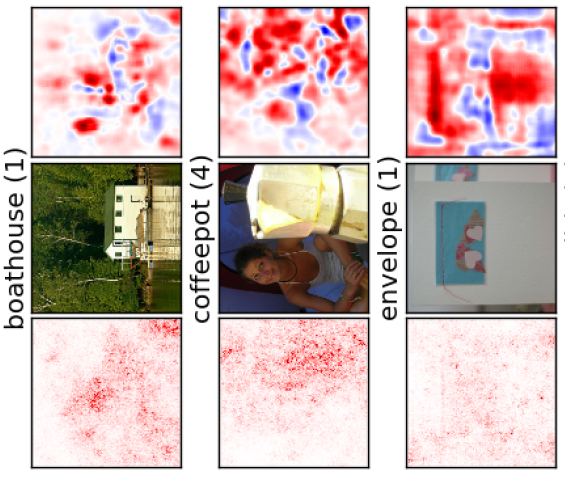 boathouse (1)
coffeepot (4)
envelope (1)